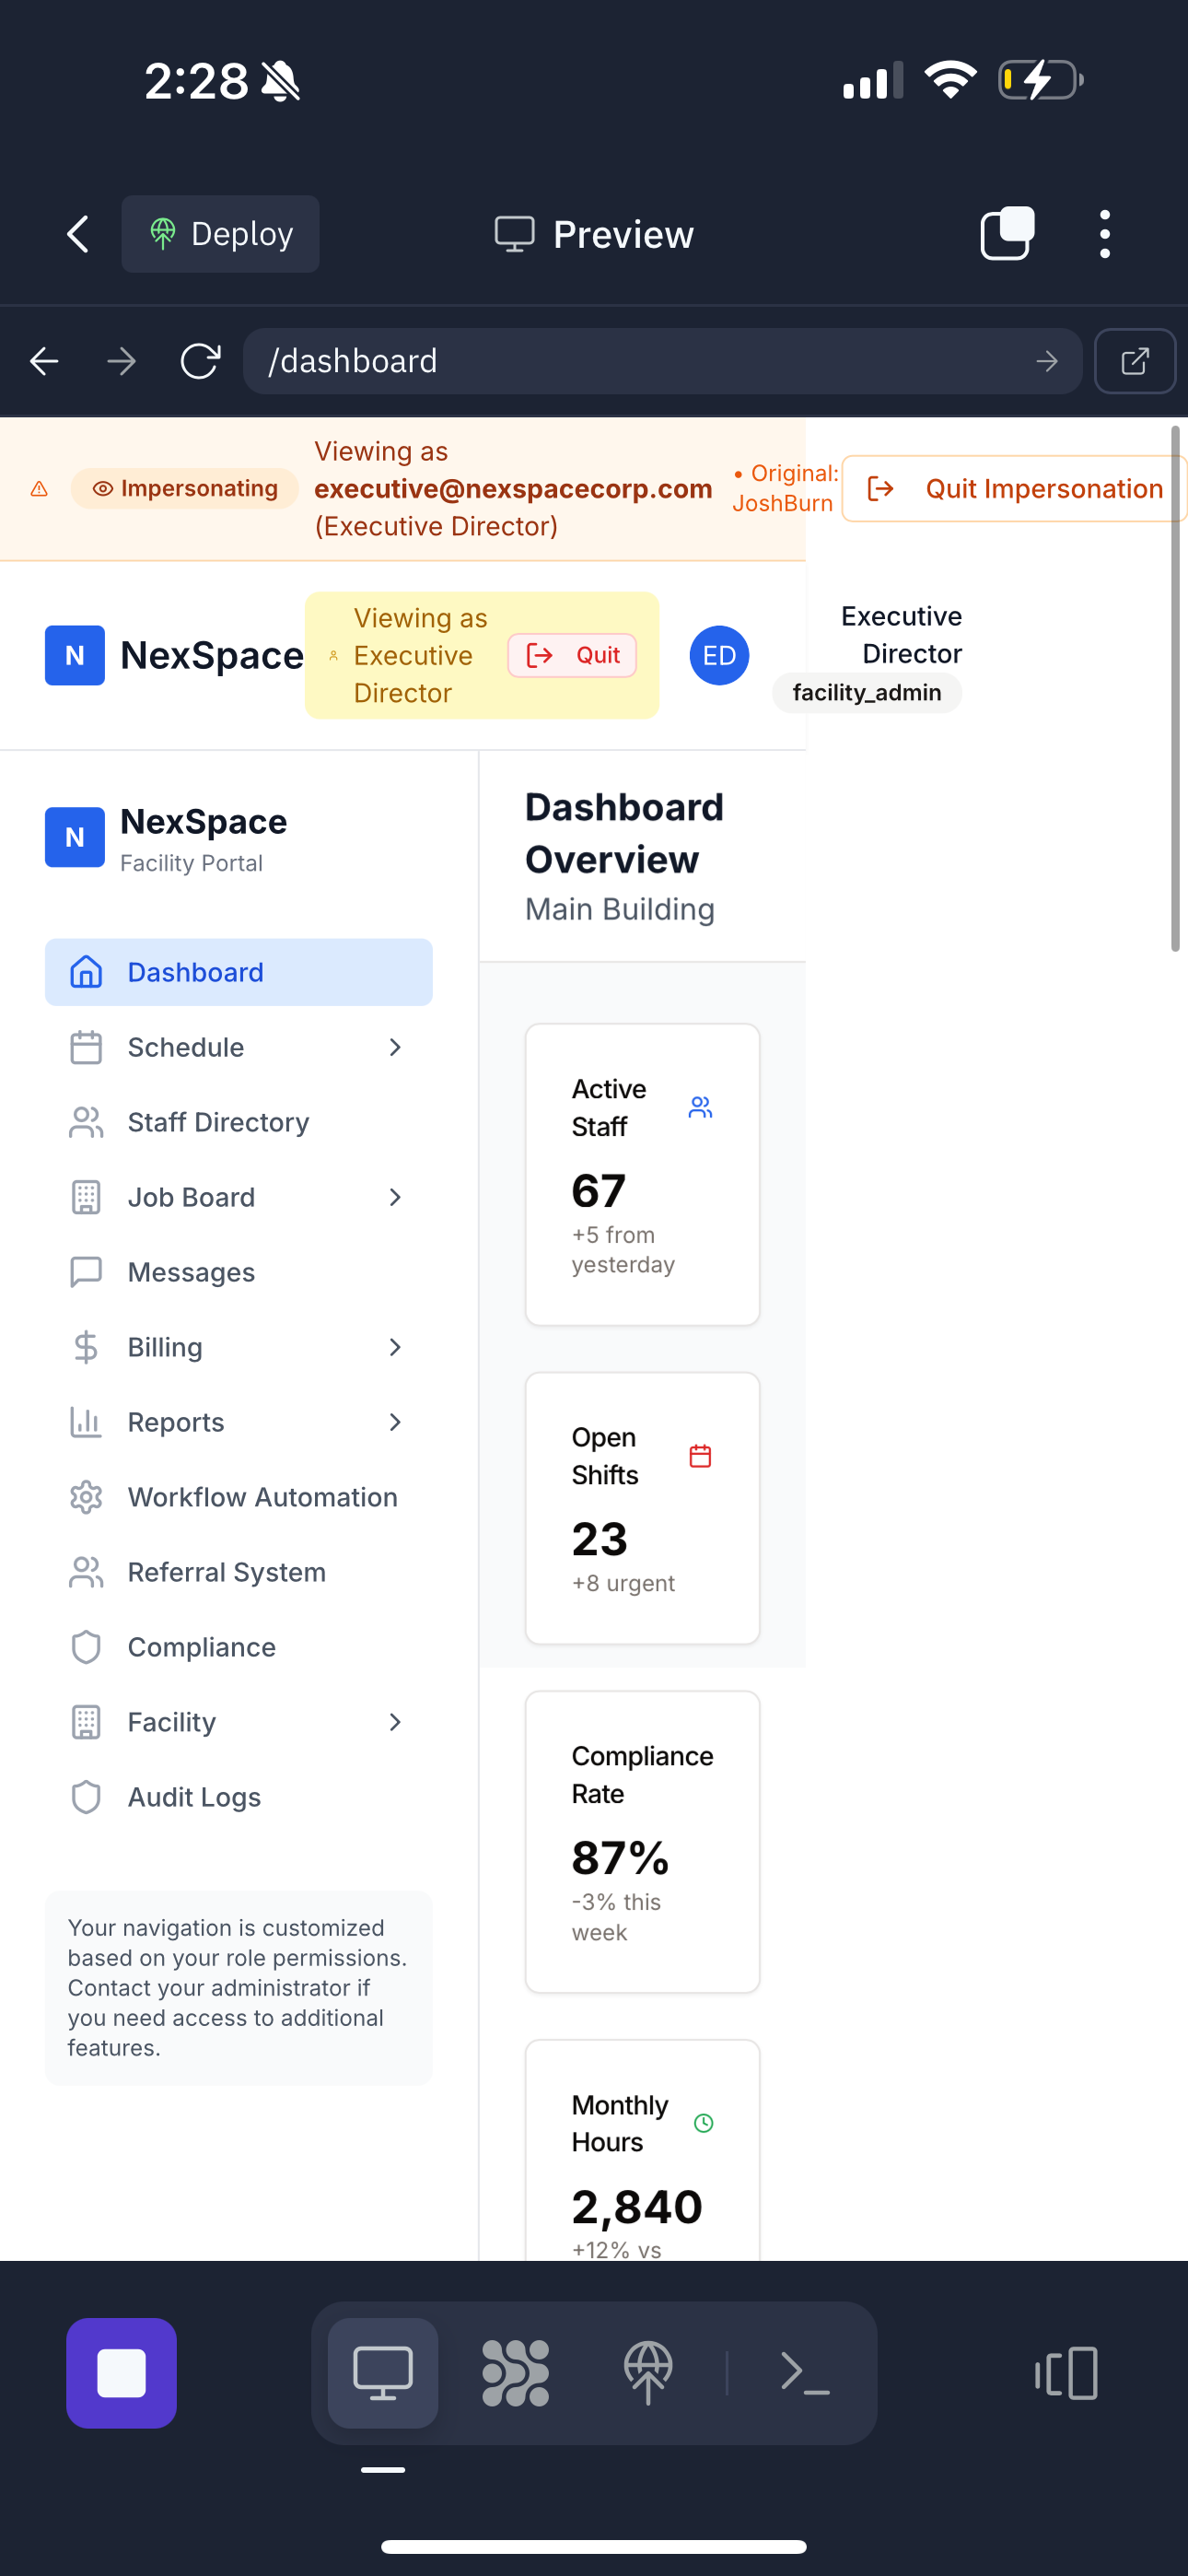 2:28
Deploy
Preview
/dashboard
Impersonating
Viewing as
executive@nexspacecorp.com
(Executive Director)
• Original:
JoshBurn
Quit Impersonation
N
NexSpace
Viewing as
Executive
Director
Quit
ED
Executive
Director
facility_admin
N
NexSpace
Facility Portal
Dashboard
Schedule
Staff Directory
Job Board
Messages
Billing
Reports
Workflow Automation
Referral System
Compliance
Facility
Audit Logs
Your navigation is customized
based on your role permissions.
Contact your administrator if
you need access to additional
features.
Dashboard
Overview
Main Building
Active
Staff
67
+5 from
yesterday
Open
Shifts
23
+8 urgent
Compliance
Rate
87%
-3% this
week
Monthly
Hours
2,840
+12% vs